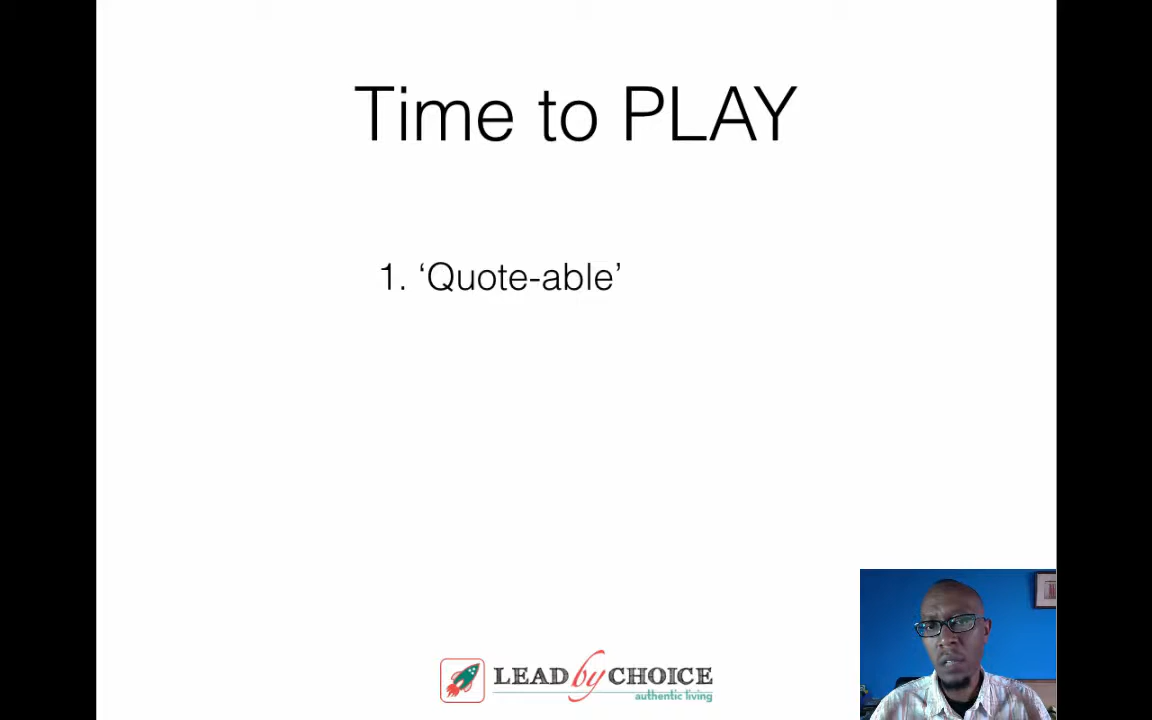 Time to PLAY
1. ‘Quote-able’
LEAD by CHOICE
authentic living